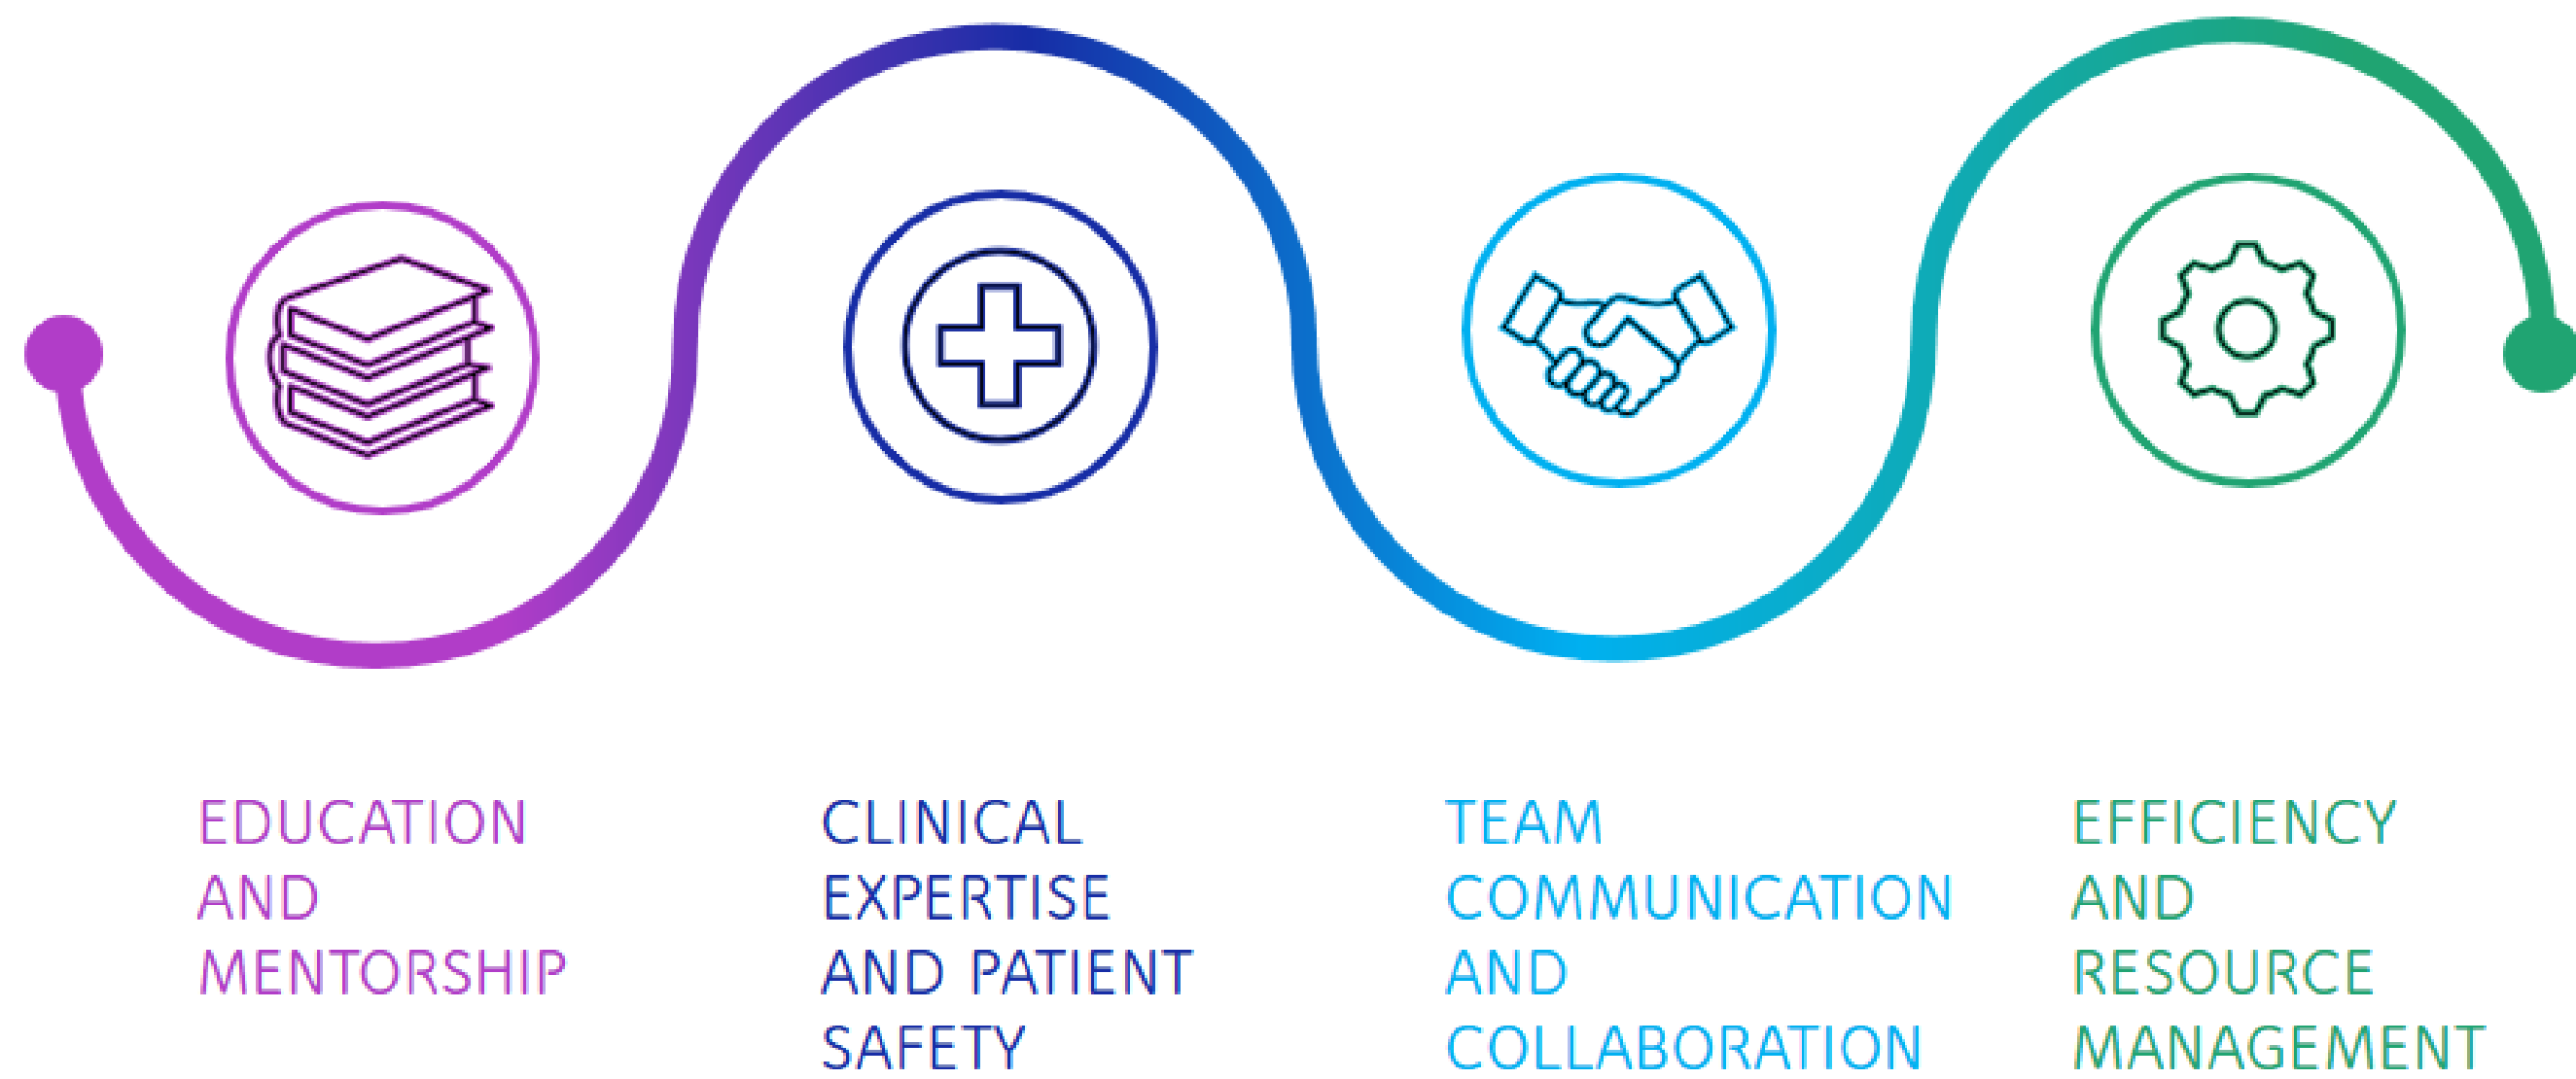 EDUCATION
AND
MENTORSHIP
CLINICAL
EXPERTISE
AND PATIENT
SAFETY
TEAM
COMMUNICATION
AND
COLLABORATION
EFFICIENCY
AND
RESOURCE
MANAGEMENT